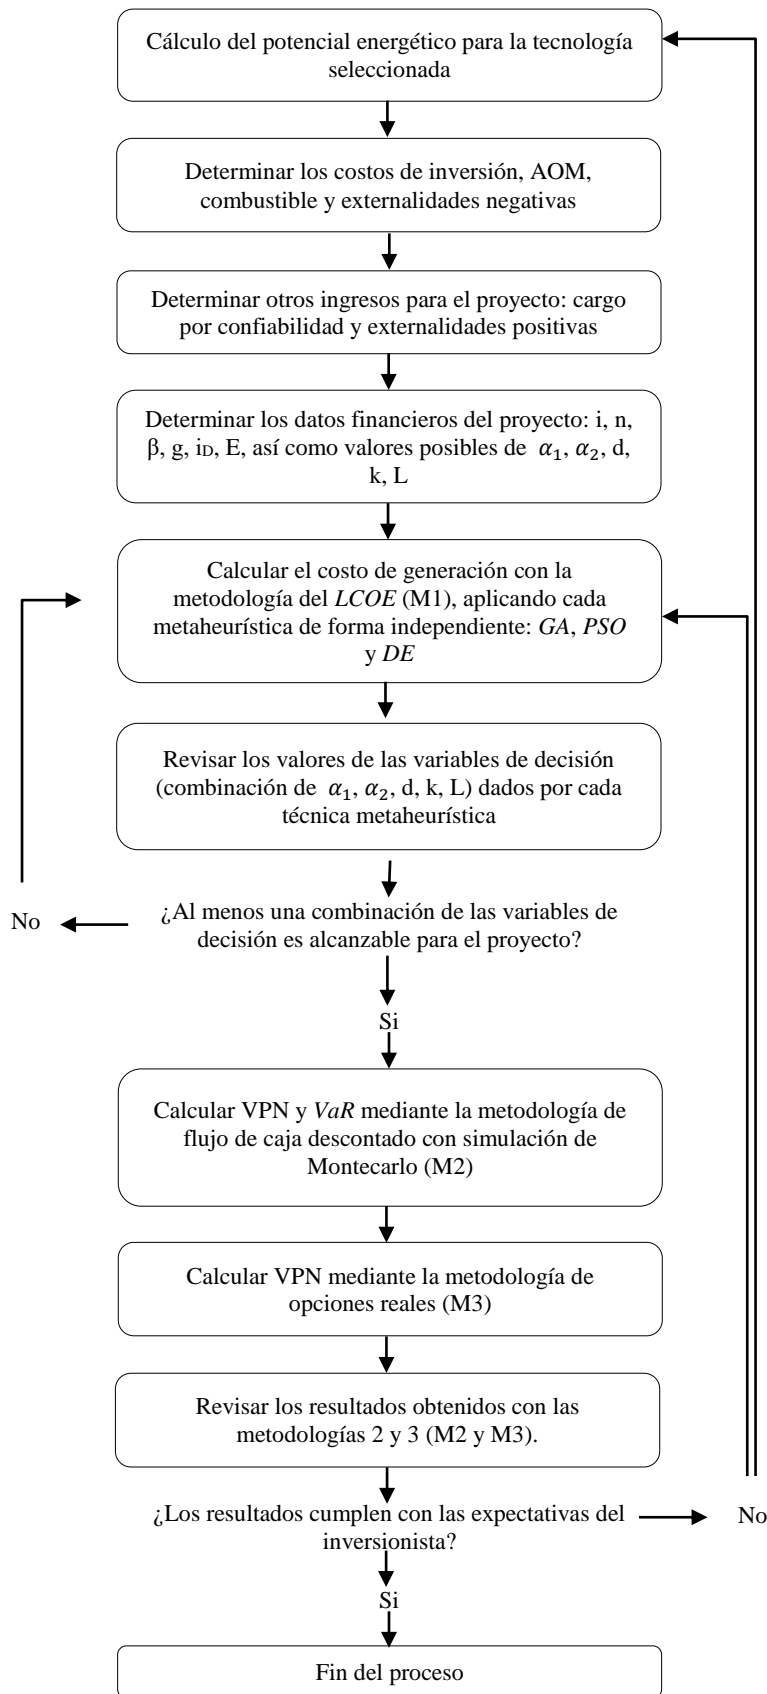 Cálculo del potencial energético para la tecnología
seleccionada
Determinar los costos de inversión, AOM,
combustible y externalidades negativas
Determinar otros ingresos para el proyecto: cargo
por confiabilidad y externalidades positivas
Determinar los datos financieros del proyecto: i, n,
β, g, iD, E, así como valores posibles de α₁, α₂, d,
k, L
Calcular el costo de generación con la
metodología del LCOE (M1), aplicando cada
metaheurística de forma independiente: GA, PSO
y DE
Revisar los valores de las variables de decisión
(combinación de α₁, α₂, d, k, L) dados por cada
técnica metaheurística
¿Al menos una combinación de las variables de
decisión es alcanzable para el proyecto?
No
Si
Calcular VPN y VaR mediante la metodología de
flujo de caja descontado con simulación de
Montecarlo (M2)
Calcular VPN mediante la metodología de
opciones reales (M3)
Revisar los resultados obtenidos con las
metodologías 2 y 3 (M2 y M3).
¿Los resultados cumplen con las expectativas del
inversionista?
No
Si
Fin del proceso